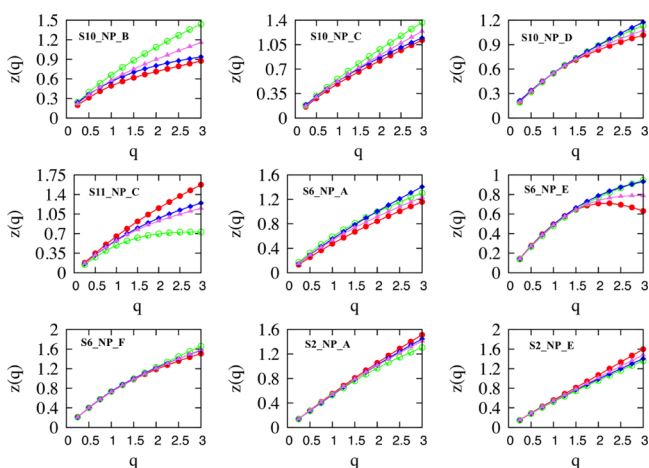 1.5
1.2
0.9
0.6
0.3
0
z(q)
S10_NP_B
0 0.5 1 1.5 2 2.5 3
q
1.4
1.05
0.7
0.35
0
z(q)
S10_NP_C
0 0.5 1 1.5 2 2.5 3
q
1.2
0.9
0.6
0.3
0
z(q)
S10_NP_D
0 0.5 1 1.5 2 2.5 3
q
1.75
1.4
1.05
0.7
0.35
0
z(q)
S11_NP_C
0 0.5 1 1.5 2 2.5 3
q
1.6
1.2
0.8
0.4
0
z(q)
S6_NP_A
0 0.5 1 1.5 2 2.5 3
q
1
0.8
0.6
0.4
0.2
0
z(q)
S6_NP_E
0 0.5 1 1.5 2 2.5 3
q
2
1.6
1.2
0.8
0.4
0
z(q)
S6_NP_F
0 0.5 1 1.5 2 2.5 3
q
1.6
1.2
0.8
0.4
0
z(q)
S2_NP_A
0 0.5 1 1.5 2 2.5 3
q
2
1.6
1.2
0.8
0.4
0
z(q)
S2_NP_E
0 0.5 1 1.5 2 2.5 3
q